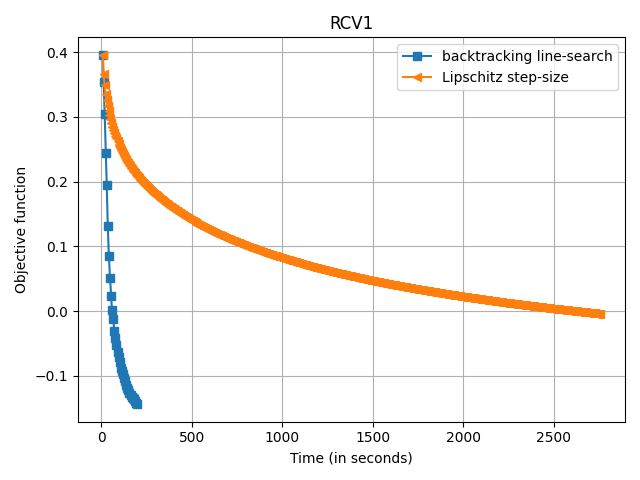 RCV1
backtracking line-search
Lipschitz step-size
Objective function
0.4
0.3
0.2
0.1
0.0
−0.1
0
500
1000
1500
2000
2500
Time (in seconds)